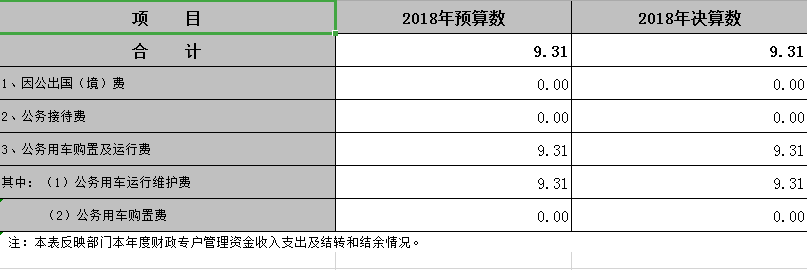 项 目 2018年预算数 2018年决算数
合 计 9.31 9.31
1、因公出国（境）费 0.00 0.00
2、公务接待费 0.00 0.00
3、公务用车购置及运行费 9.31 9.31
其中：（1）公务用车运行维护费 9.31 9.31
（2）公务用车购置费 0.00 0.00
注：本表反映部门本年度财政专户管理资金收入支出及结转和结余情况。